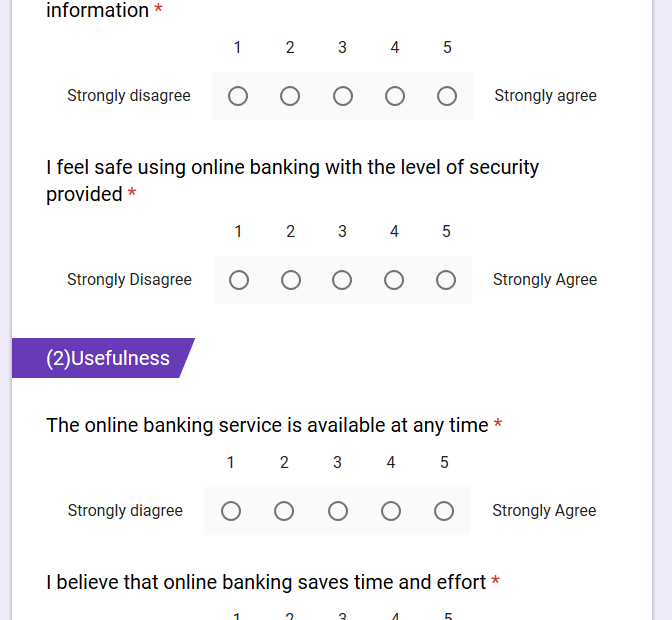 information *
1 2 3 4 5
Strongly disagree Strongly agree
I feel safe using online banking with the level of security
provided *
1 2 3 4 5
Strongly Disagree Strongly Agree
(2)Usefulness
The online banking service is available at any time *
1 2 3 4 5
Strongly diagree Strongly Agree
I believe that online banking saves time and effort *
1 2 3 4 5